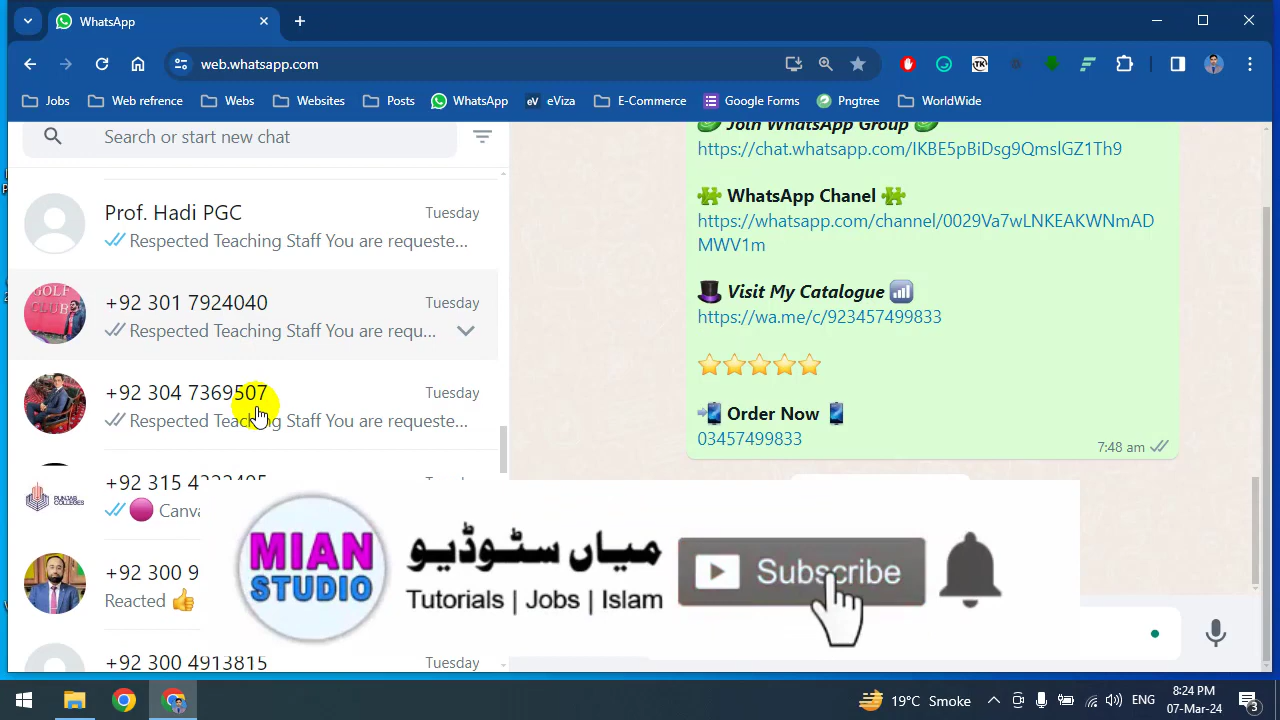 WhatsApp
web.whatsapp.com
Jobs
Web refrence
Webs
Websites
Posts
WhatsApp
eV eViza
E-Commerce
Google Forms
Pngtree
WorldWide
Search or start new chat
Prof. Hadi PGC
Tuesday
Respected Teaching Staff You are requeste...
+92 301 7924040
Tuesday
Respected Teaching Staff You are requ...
+92 304 7369507
Tuesday
Respected Teaching Staff You are requeste...
+92 315 4332405
PUNJAB
COLLEGES
Canva
+92 300 9
Reacted 👍
+92 300 4913815
Tuesday
Join WhatsApp Group
https://chat.whatsapp.com/IKBE5pBiDsg9QmslGZ1Th9
🧩 WhatsApp Chanel 🧩
https://whatsapp.com/channel/0029Va7wLNKEAKWNmAD
MWV1m
🎩 Visit My Catalogue 📶
https://wa.me/c/923457499833
⭐⭐⭐⭐⭐
📲 Order Now 📱
03457499833
7:48 am
MIAN
STUDIO
میاں سٹوڈیو
Tutorials | Jobs | Islam
Subscribe
19°C Smoke
ENG
8:24 PM
07-Mar-24
3